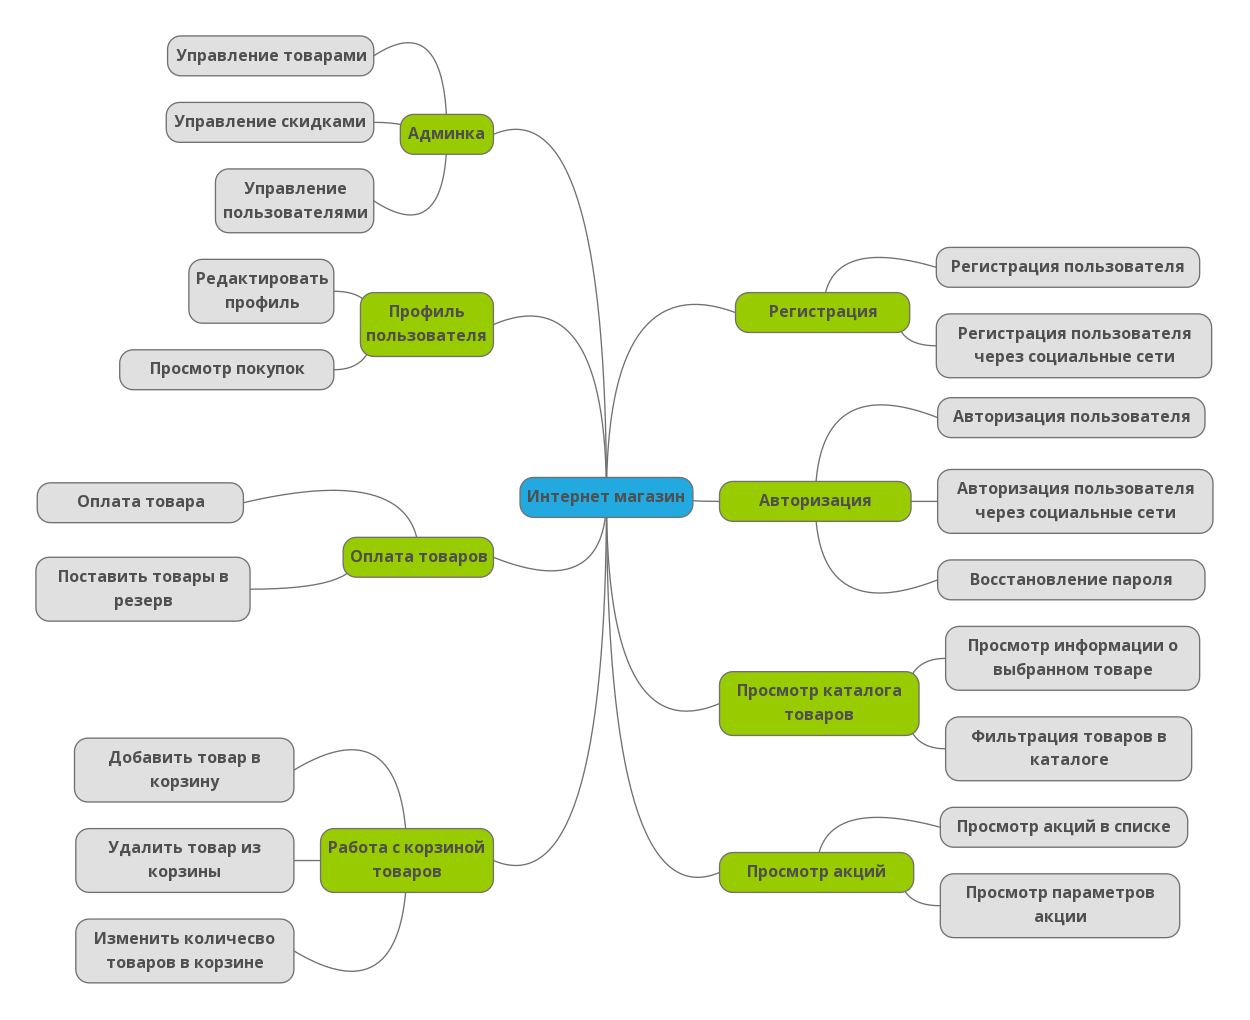 Управление товарами
Управление скидками
Админка
Управление
пользователями
Редактировать
профиль
Профиль
пользователя
Просмотр покупок
Оплата товара
Оплата товаров
Поставить товары в
резерв
Добавить товар в
корзину
Удалить товар из
корзины
Работа с корзиной
товаров
Изменить количесво
товаров в корзине
Интернет магазин
Регистрация пользователя
Регистрация
Регистрация пользователя
через социальные сети
Авторизация пользователя
Авторизация
Авторизация пользователя
через социальные сети
Восстановление пароля
Просмотр информации о
выбранном товаре
Просмотр каталога
товаров
Фильтрация товаров в
каталоге
Просмотр акций в списке
Просмотр акций
Просмотр параметров
акции